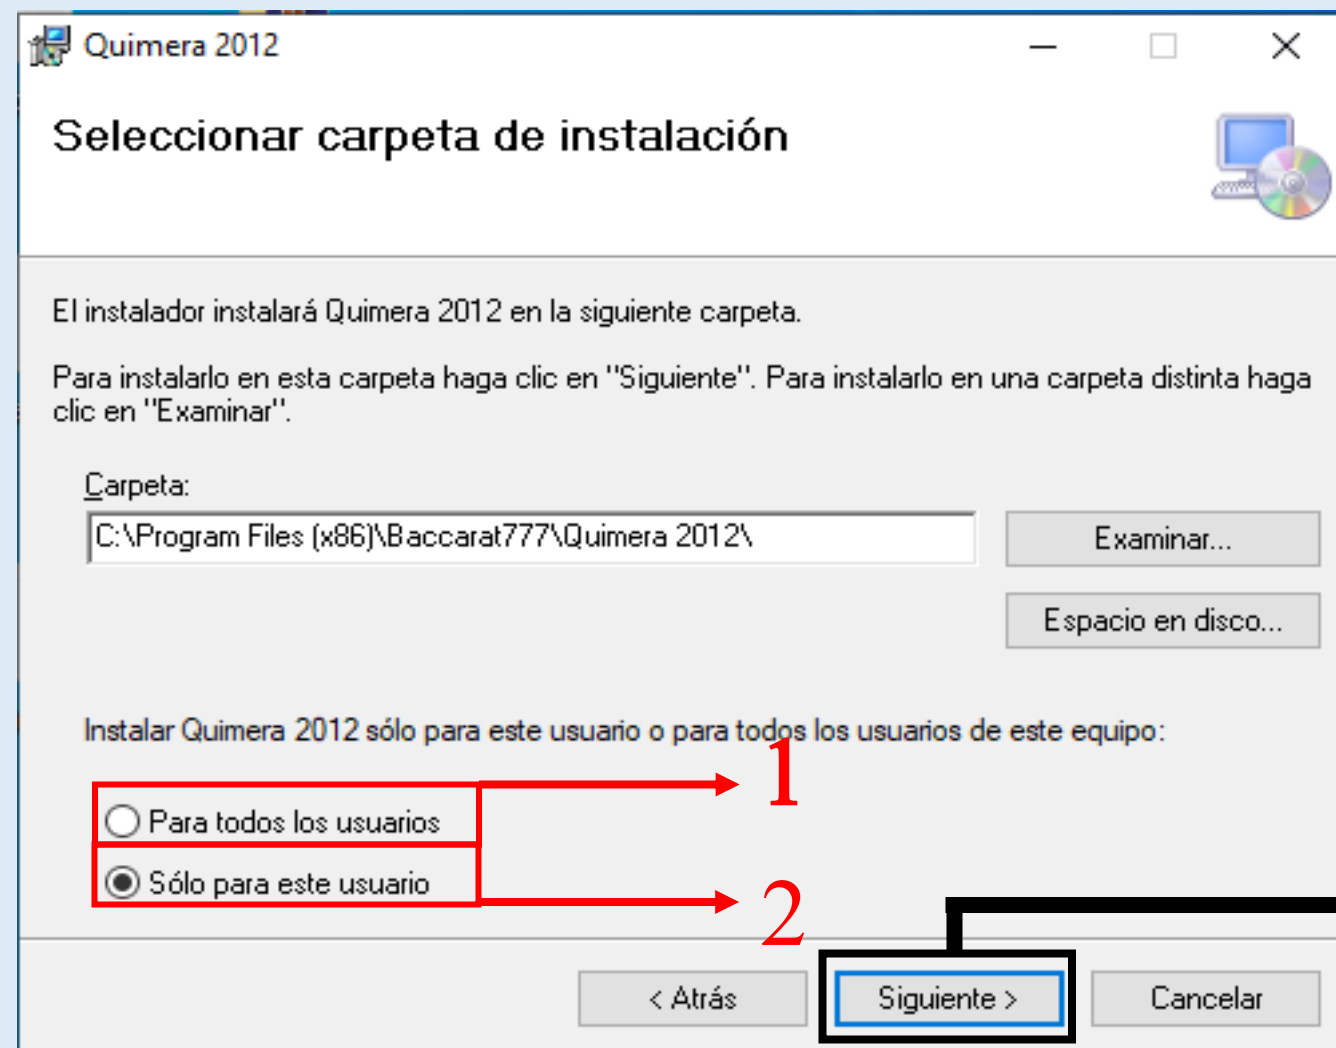 Quimera 2012
Seleccionar carpeta de instalación
El instalador instalará Quimera 2012 en la siguiente carpeta.
Para instalarlo en esta carpeta haga clic en "Siguiente". Para instalarlo en una carpeta distinta haga
clic en "Examinar".
Carpeta:
C:\Program Files (x86)\Baccarat777\Quimera 2012\
Examinar...
Espacio en disco...
Instalar Quimera 2012 sólo para este usuario o para todos los usuarios de este equipo:
1
Para todos los usuarios
Sólo para este usuario
2
< Atrás
Siguiente >
Cancelar